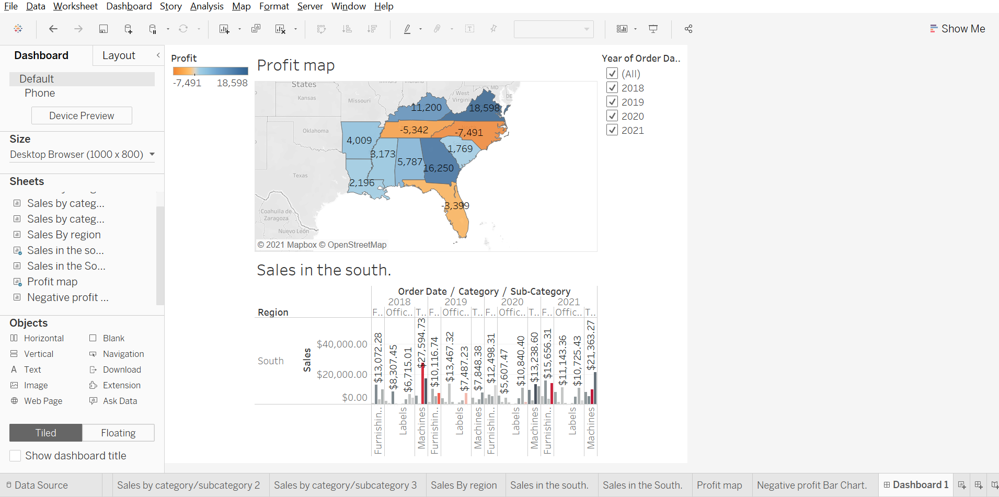 File Data Worksheet Dashboard Story Analysis Map Format Server Window Help
Show Me
Dashboard Layout
Default
Phone
Device Preview
Size
Desktop Browser (1000 x 800)
Sheets
Sales by categ...
Sales by categ...
Sales By region
Sales in the so...
Sales in the So...
Profit map
Negative profit ...
Objects
Horizontal Blank
Vertical Navigation
Text Download
Image Extension
Web Page Ask Data
Tiled Floating
Show dashboard title
Profit
-7,491 18,598
Profit map
States
Kansas
Missouri
West
Virginia
MD
DE
Oklahoma
Texas
Coahuila de
Zaragoza
Nuevo León
11,200
18,598
-5,342
-7,491
4,009
1,769
3,173
5,787
16,250
2,196
-3,399
© 2021 Mapbox © OpenStreetMap
Year of Order Da..
(All)
2018
2019
2020
2021
Sales in the south.
Order Date / Category / Sub-Category
2018 2019 2020 2021
Region
F.. Offic.. T.. F.. Offic.. T.. F.. Offic.. T.. F.. Offic.. T..
South
Sales
$40,000.00
$20,000.00
$0.00
$13,072.28
$8,307.45
$6,715.01
$27,594.73
$10,116.74
$13,467.32
$7,487.23
$7,848.38
$12,498.31
$5,607.47
$10,840.40
$13,238.60
$15,656.31
$11,143.36
$10,725.43
$21,363.27
Furnishin..
Labels
Machines
Furnishin..
Labels
Machines
Furnishin..
Labels
Machines
Furnishin..
Labels
Machines
Data Source Sales by category/subcategory 2 Sales by category/subcategory 3 Sales By region Sales in the south. Sales in the South. Profit map Negative profit Bar Chart. Dashboard 1